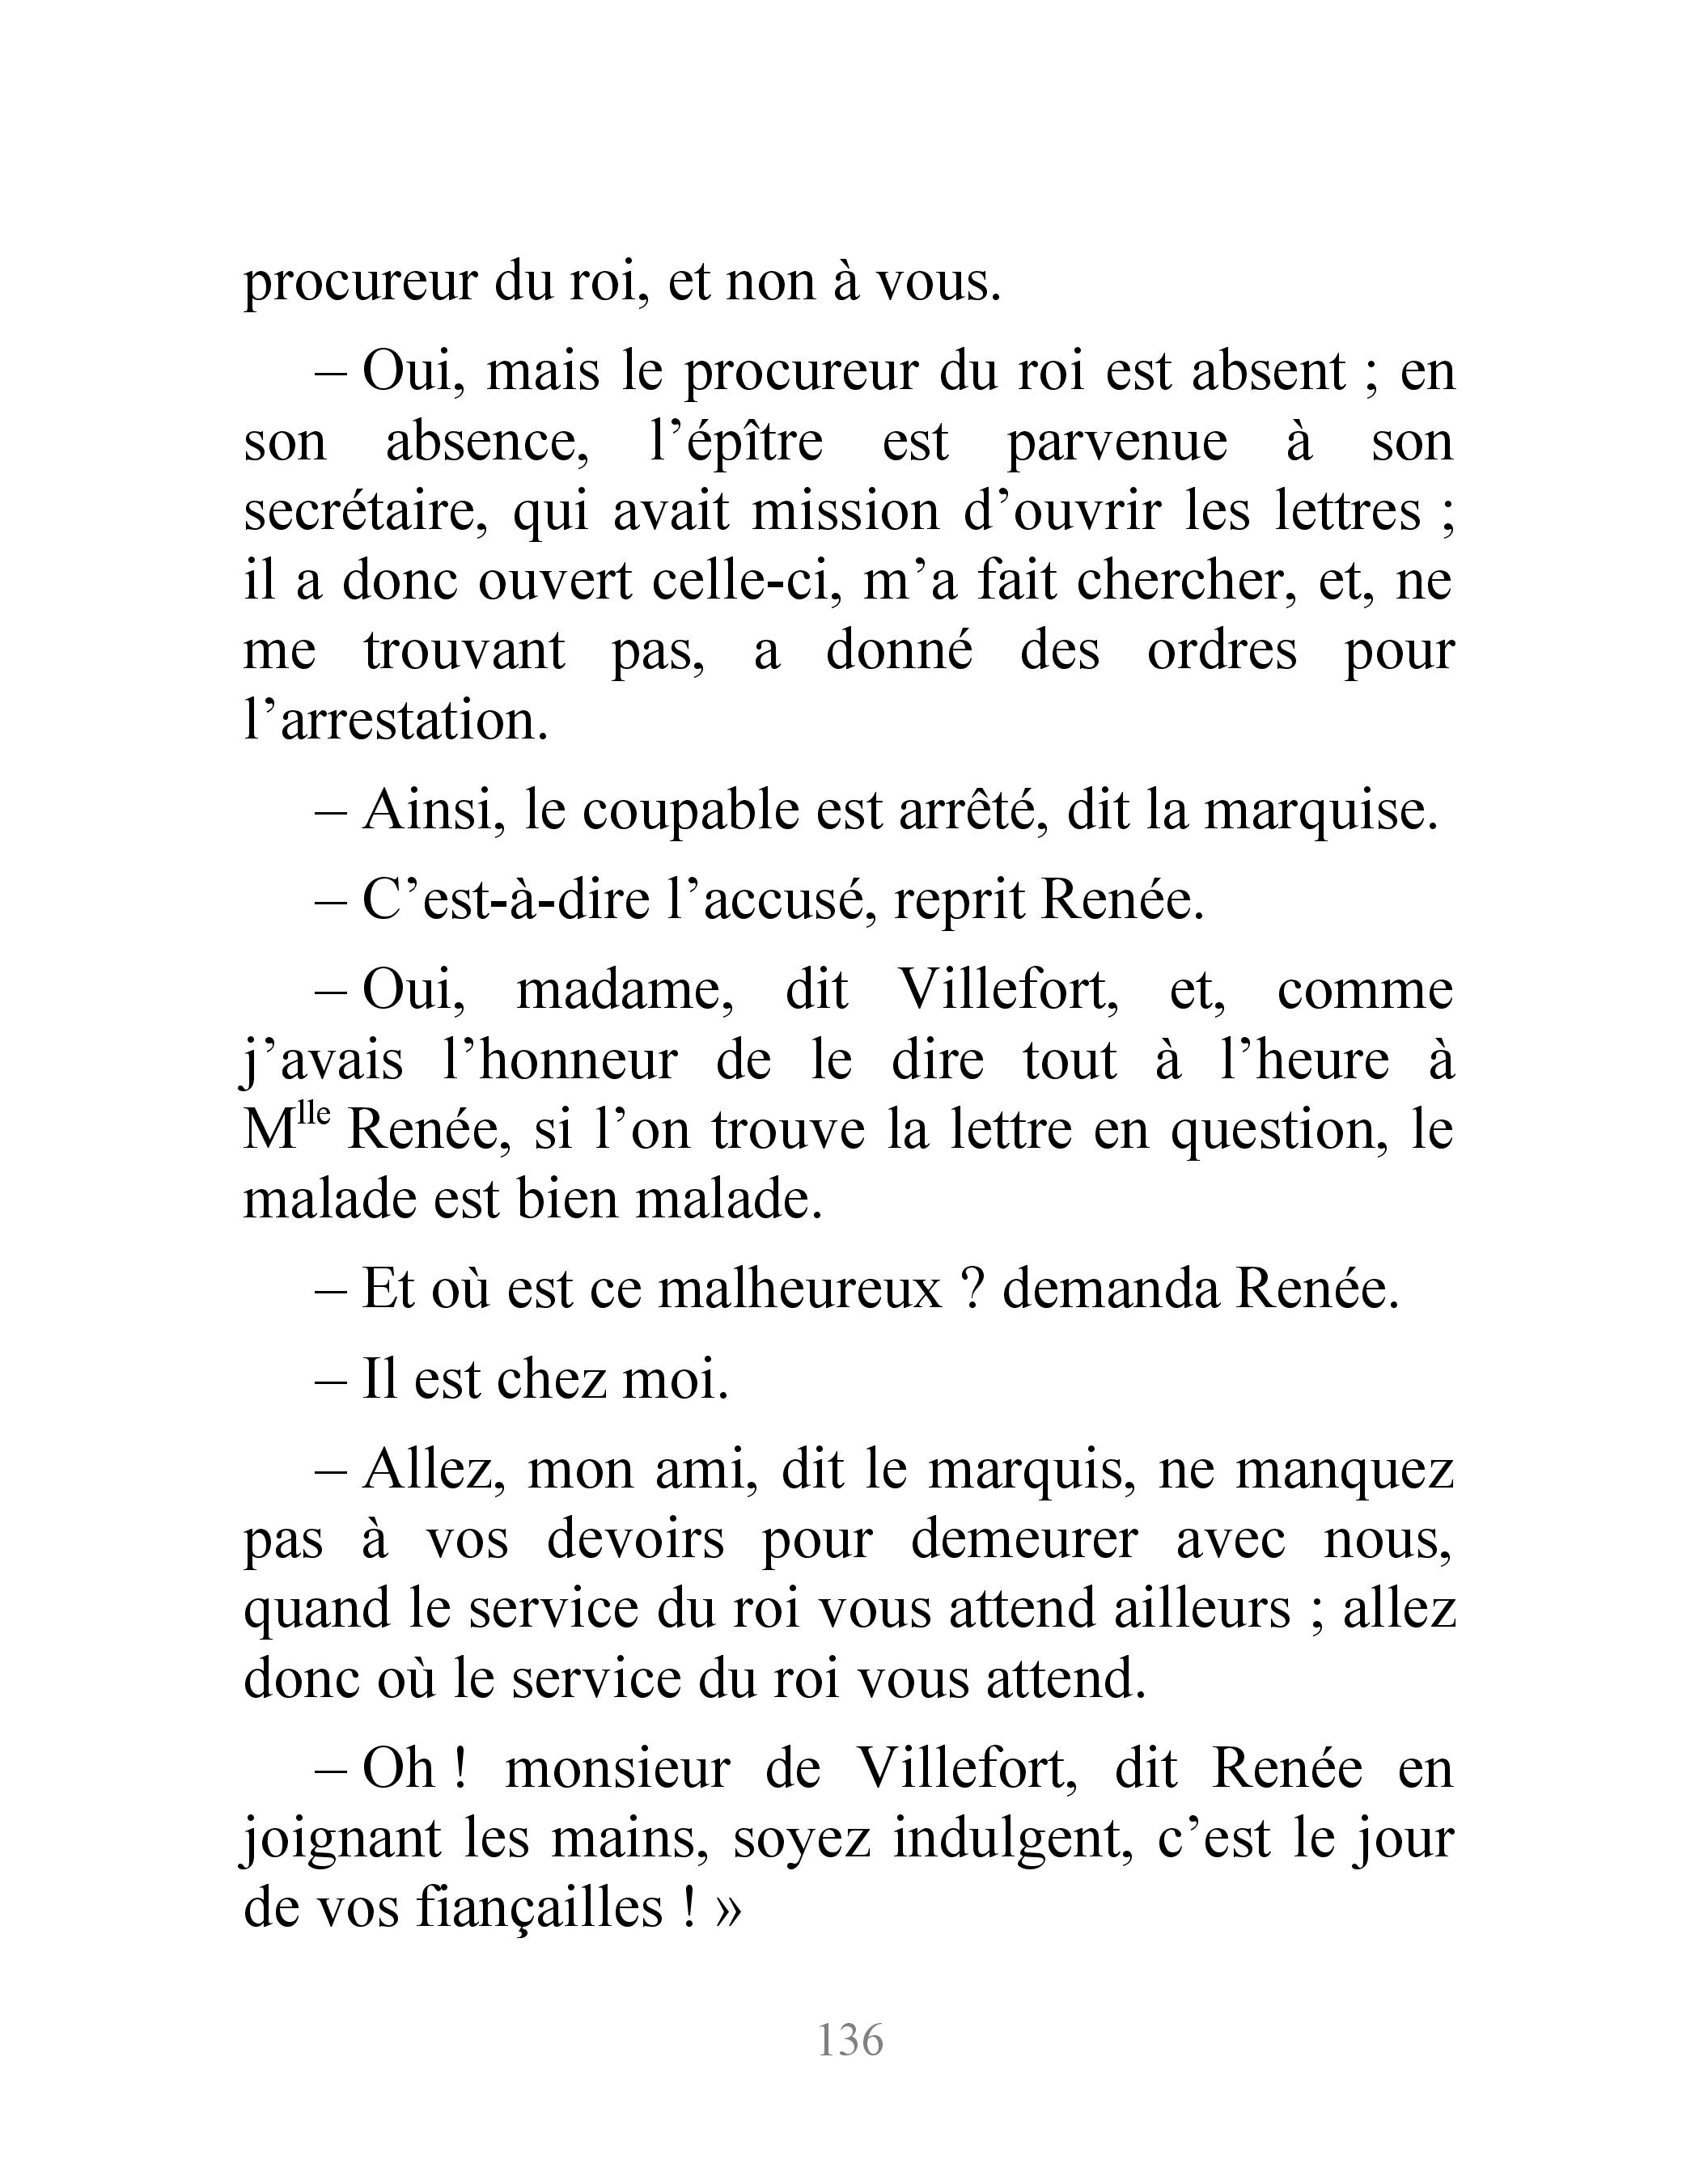 procureur du roi, et non à vous.
– Oui, mais le procureur du roi est absent ; en
son absence, l’épître est parvenue à son
secrétaire, qui avait mission d’ouvrir les lettres ;
il a donc ouvert celle-ci, m’a fait chercher, et, ne
me trouvant pas, a donné des ordres pour
l’arrestation.
– Ainsi, le coupable est arrêté, dit la marquise.
– C’est-à-dire l’accusé, reprit Renée.
– Oui, madame, dit Villefort, et, comme
j’avais l’honneur de le dire tout à l’heure à
Mlle Renée, si l’on trouve la lettre en question, le
malade est bien malade.
– Et où est ce malheureux ? demanda Renée.
– Il est chez moi.
– Allez, mon ami, dit le marquis, ne manquez
pas à vos devoirs pour demeurer avec nous,
quand le service du roi vous attend ailleurs ; allez
donc où le service du roi vous attend.
– Oh ! monsieur de Villefort, dit Renée en
joignant les mains, soyez indulgent, c’est le jour
de vos fiançailles ! »
136